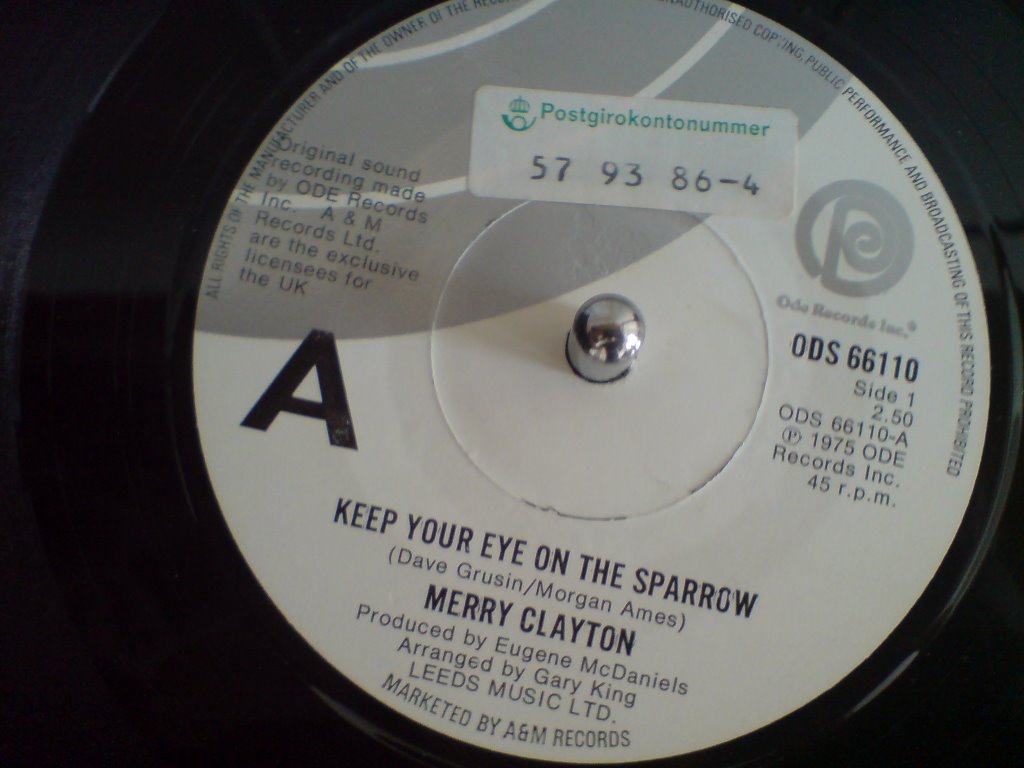 ALL RIGHTS OF THE MANUFACTURER AND OF THE OWNER OF THE RECOR
UNAUTHORISED COPYING, PUBLIC PERFORMANCE AND BROADCASTING OF THIS RECORD PROHIBITED
Postgirokontonummer
57 93 86-4
Original sound
recording made
by ODE Records
Inc. A & M
Records Ltd.
are the exclusive
licensees for
the UK
Ode Records Inc.®
A
ODS 66110
Side 1
2.50
ODS 66110-A
℗ 1975 ODE
Records Inc.
45 r.p.m.
KEEP YOUR EYE ON THE SPARROW
(Dave Grusin/Morgan Ames)
MERRY CLAYTON
Produced by Eugene McDaniels
Arranged by Gary King
LEEDS MUSIC LTD.
MARKETED BY A&M RECORDS